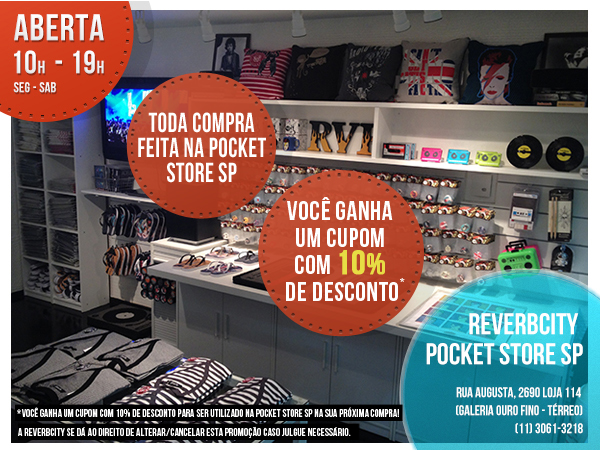 ABERTA
10H - 19H
SEG - SAB
TODA COMPRA
FEITA NA POCKET
STORE SP
VOCÊ GANHA
UM CUPOM
COM 10%
DE DESCONTO*
RVB
REVERBCITY
POCKET STORE SP
RUA AUGUSTA, 2690 LOJA 114
(GALERIA OURO FINO - TÉRREO)
(11) 3061-3218
*VOCÊ GANHA UM CUPOM COM 10% DE DESCONTO PARA SER UTILIZADO NA POCKET STORE SP NA SUA PRÓXIMA COMPRA!
A REVERBCITY SE DÁ AO DIREITO DE ALTERAR/CANCELAR ESTA PROMOÇÃO CASO JULGUE NECESSÁRIO.